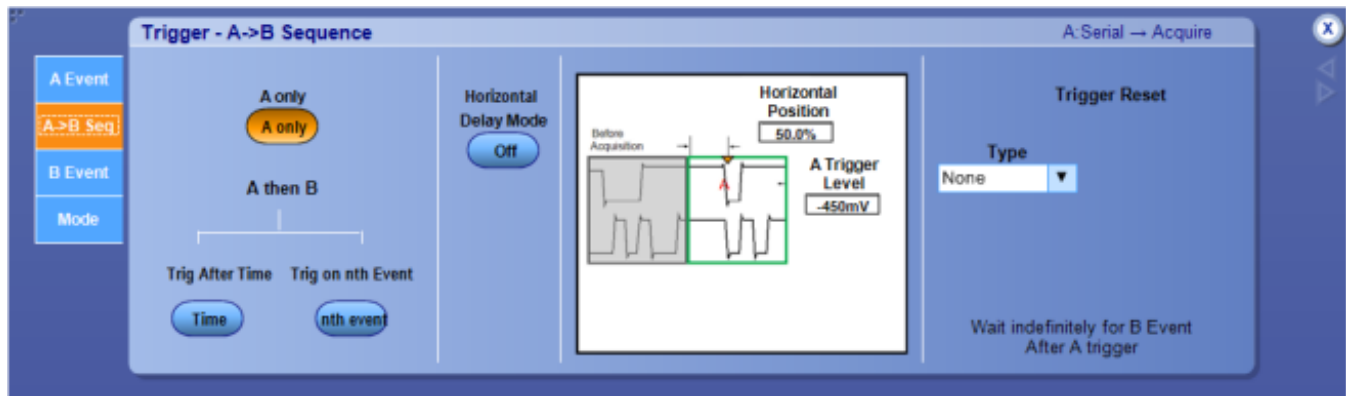 Trigger - A->B Sequence
A:Serial → Acquire
X
A Event
A->B Seq
B Event
Mode
A only
A only
A then B
Trig After Time
Trig on nth Event
Time
nth event
Horizontal
Delay Mode
Off
Before
Acquisition
Horizontal
Position
50.0%
A
A Trigger
Level
-450mV
Trigger Reset
Type
None
Wait indefinitely for B Event
After A trigger